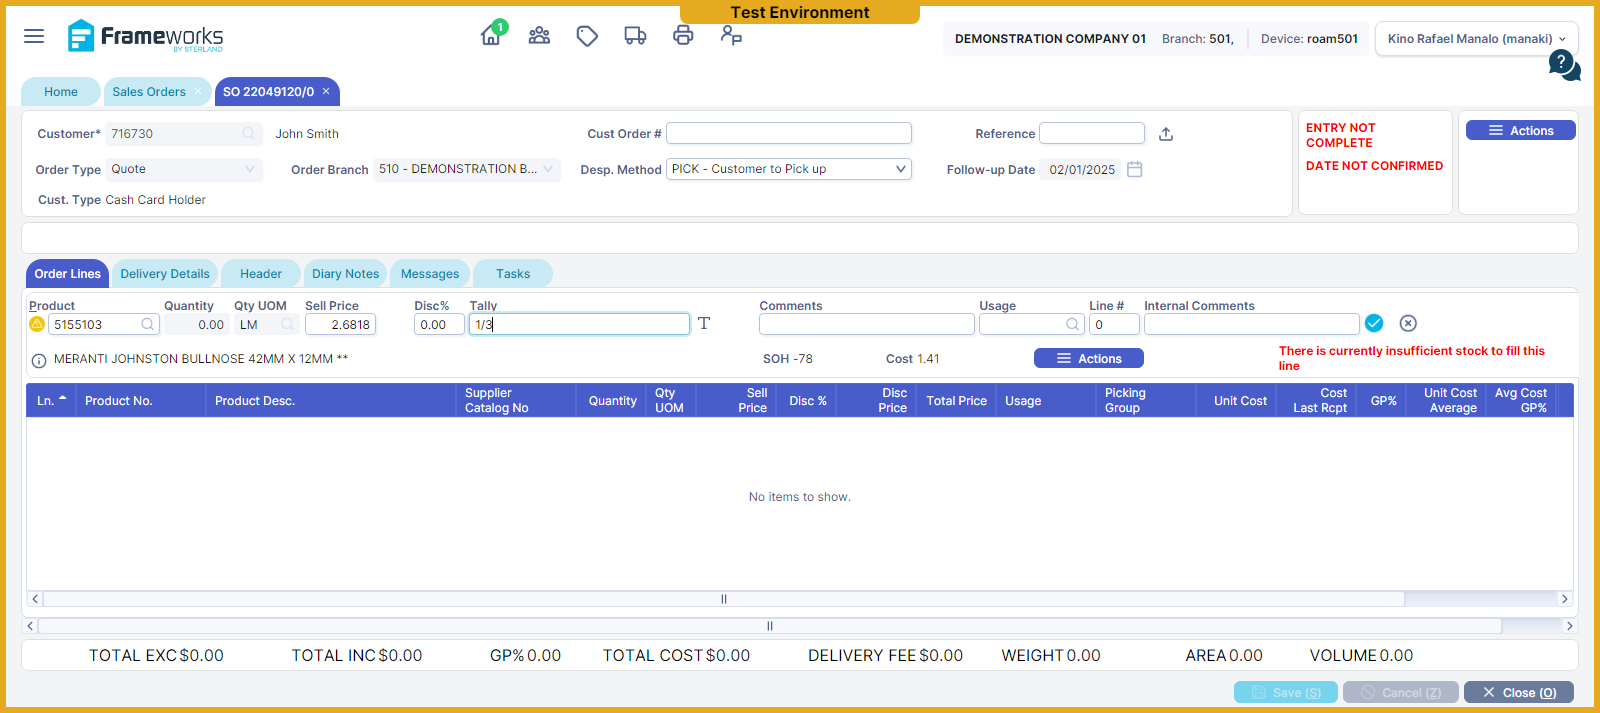 Test Environment
Frameworks
BY STERLAND
1
DEMONSTRATION COMPANY 01 Branch: 501, Device: roam501 Kino Rafael Manalo (manaki)
?
Home Sales Orders × SO 22049120/0 ×
Customer* 716730 John Smith Cust Order # Reference
Order Type Quote Order Branch 510 - DEMONSTRATION B... Desp. Method PICK - Customer to Pick up Follow-up Date 02/01/2025
Cust. Type Cash Card Holder
ENTRY NOT
COMPLETE
DATE NOT CONFIRMED
Actions
Order Lines Delivery Details Header Diary Notes Messages Tasks
Product Quantity Qty UOM Sell Price Disc% Tally Comments Usage Line # Internal Comments
5155103 0.00 LM 2.6818 0.00 1/3 T 0
MERANTI JOHNSTON BULLNOSE 42MM X 12MM ** SOH -78 Cost 1.41 Actions
There is currently insufficient stock to fill this
line
Ln. Product No. Product Desc. Supplier Catalog No Quantity Qty UOM Sell Price Disc % Disc Price Total Price Usage Picking Group Unit Cost Cost Last Rcpt GP% Unit Cost Average Avg Cost GP%
No items to show.
TOTAL EXC $0.00 TOTAL INC $0.00 GP% 0.00 TOTAL COST $0.00 DELIVERY FEE $0.00 WEIGHT 0.00 AREA 0.00 VOLUME 0.00
Save (S) Cancel (Z) Close (O)